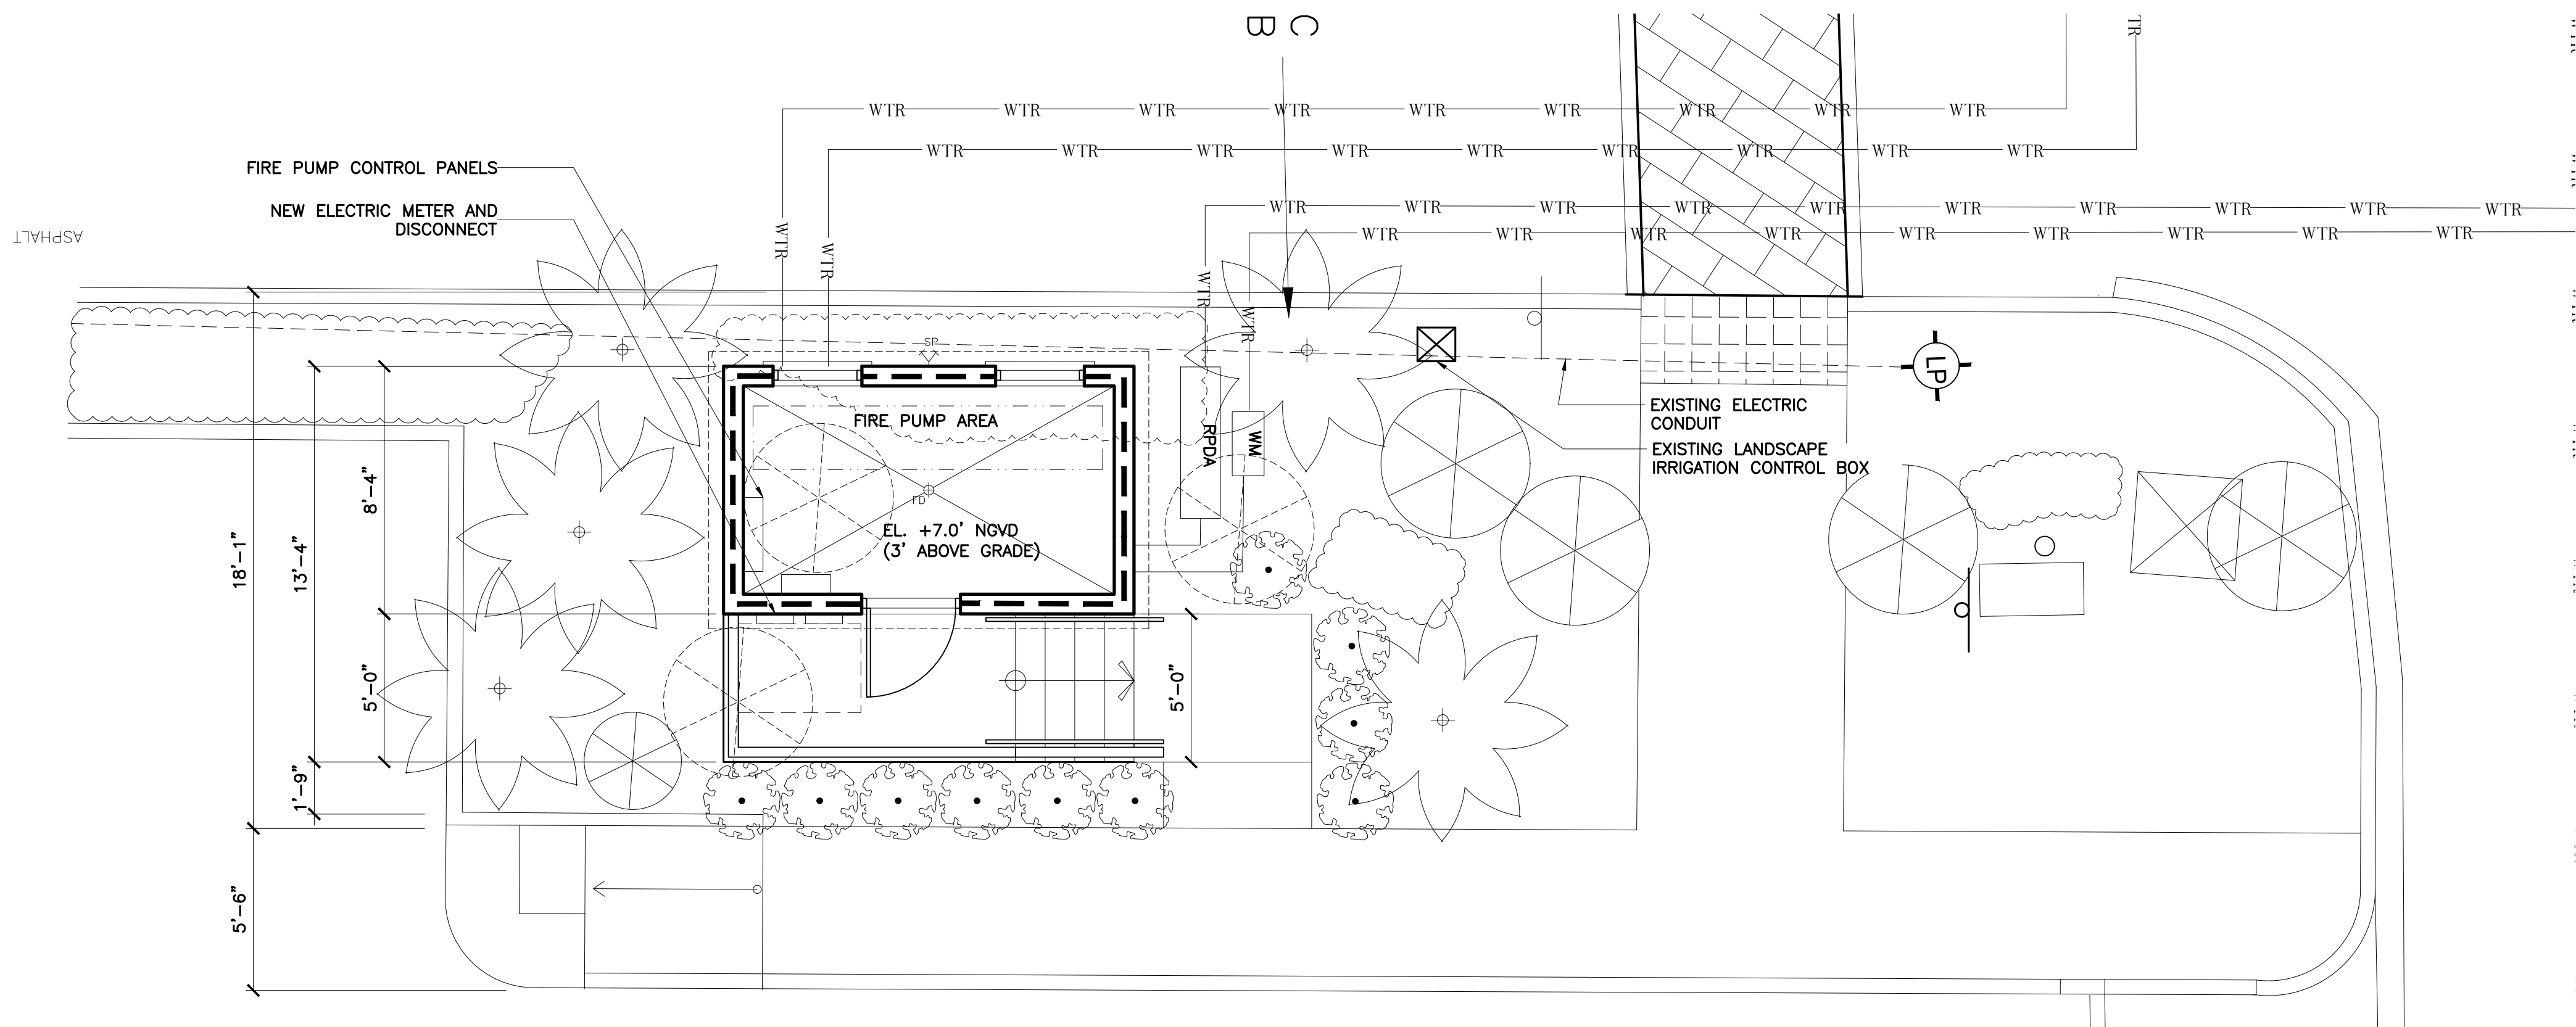 C
B
TR
WTR WTR WTR WTR WTR WTR WTR WTR WTR
WTR WTR WTR WTR WTR WTR WTR WTR WTR
FIRE PUMP CONTROL PANELS
WTR WTR WTR WTR WTR WTR WTR WTR WTR WTR
NEW ELECTRIC METER AND
DISCONNECT
WTR WTR WTR WTR WTR WTR WTR WTR WTR
ASPHALT
WTR
WTR
WTR
WTR
SP
LP
FIRE PUMP AREA
RPDA
WM
EXISTING ELECTRIC
CONDUIT
EXISTING LANDSCAPE
IRRIGATION CONTROL BOX
FD
EL. +7.0' NGVD
(3' ABOVE GRADE)
8'-4"
13'-4"
18'-1"
5'-0"
5'-0"
1'-9"
5'-6"